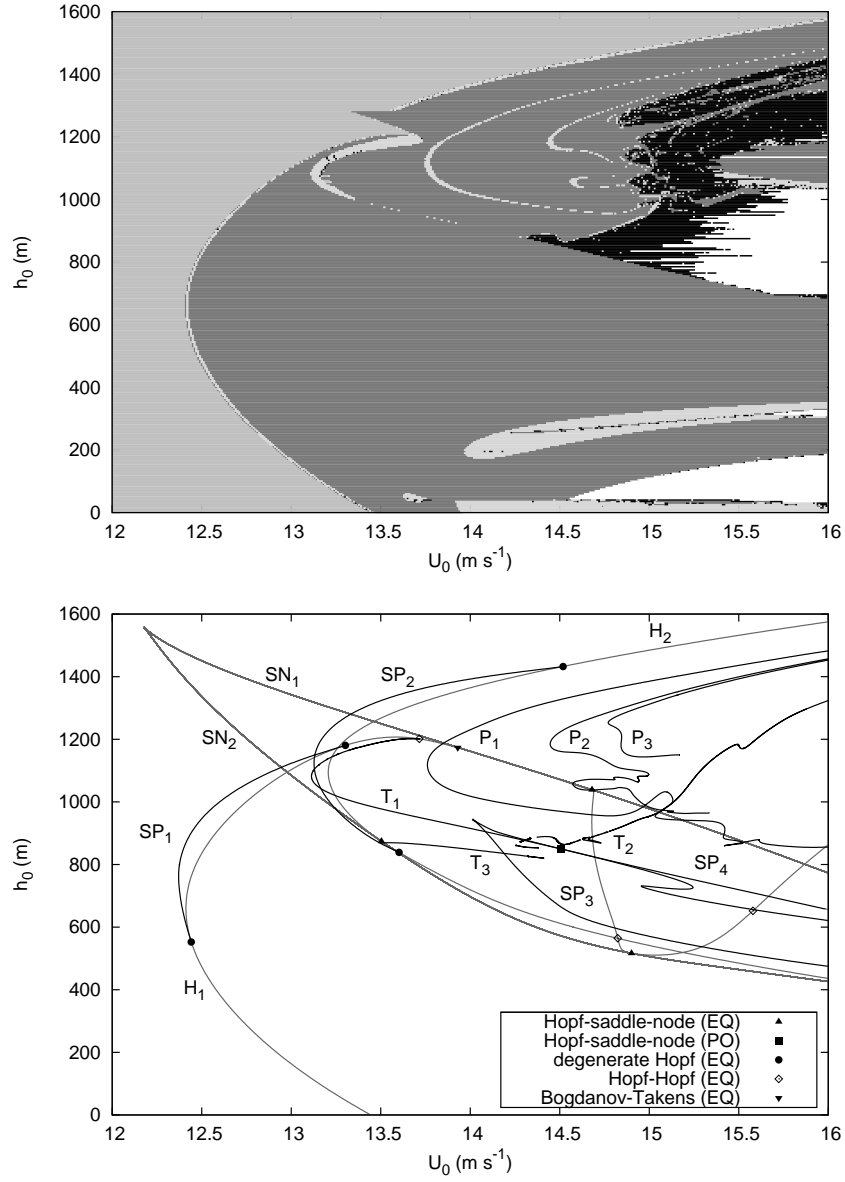 1600
1400
1200
1000
800
600
400
200
0
h0 (m)
12 12.5 13 13.5 14 14.5 15 15.5 16
U0 (m s-1)
1600
1400
1200
1000
800
600
400
200
0
h0 (m)
H2
SN1
SP2
SN2
P1
P2
P3
T1
SP1
T2
T3
SP4
SP3
H1
Hopf-saddle-node (EQ)
Hopf-saddle-node (PO)
degenerate Hopf (EQ)
Hopf-Hopf (EQ)
Bogdanov-Takens (EQ)
12 12.5 13 13.5 14 14.5 15 15.5 16
U0 (m s-1)